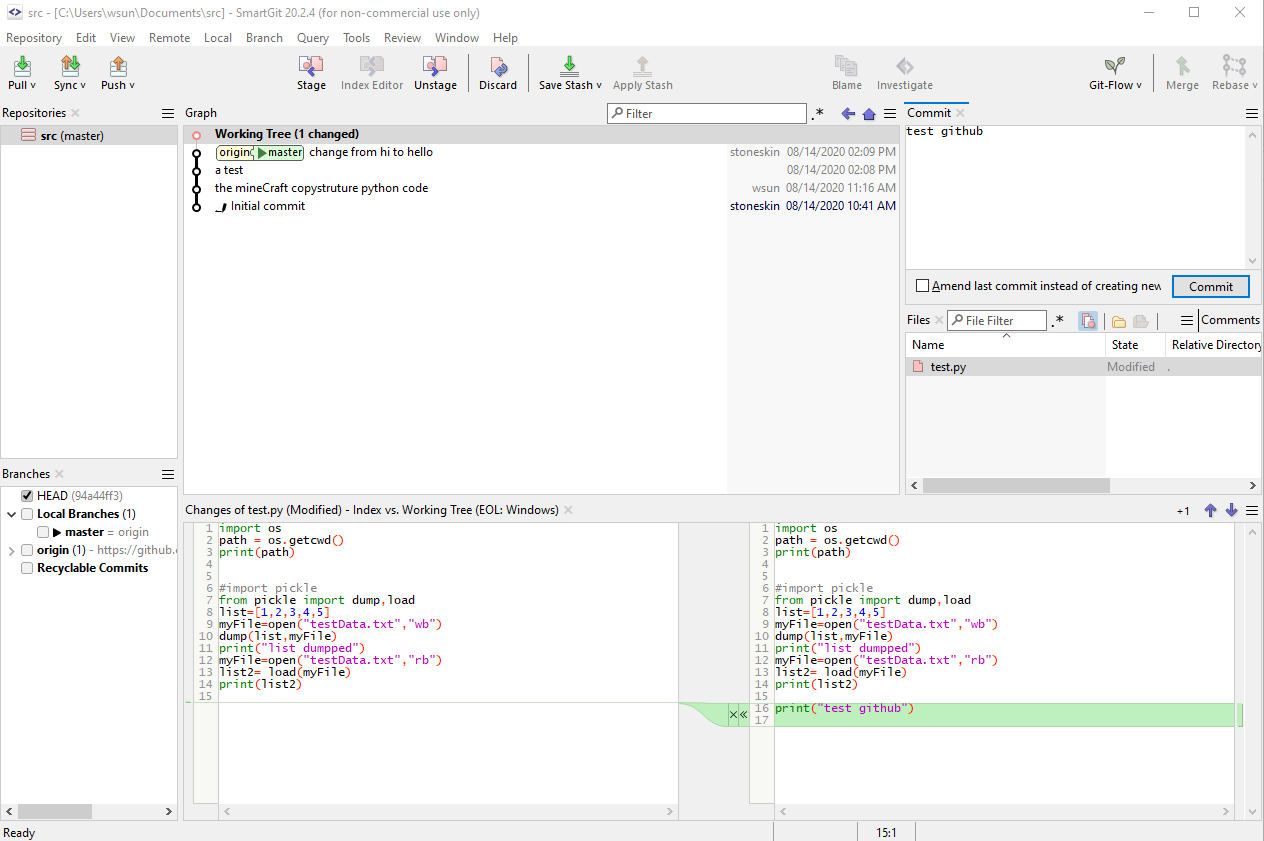 src - [C:\Users\wsun\Documents\src] - SmartGit 20.2.4 (for non-commercial use only)
Repository Edit View Remote Local Branch Query Tools Review Window Help
Pull Sync Push Stage Index Editor Unstage Discard Save Stash Apply Stash Blame Investigate Git-Flow Merge Rebase
Repositories
src (master)
Graph
Filter
.*
Working Tree (1 changed)
origin master change from hi to hello stoneskin 08/14/2020 02:09 PM
a test 08/14/2020 02:08 PM
the mineCraft copystruture python code wsun 08/14/2020 11:16 AM
Initial commit stoneskin 08/14/2020 10:41 AM
Commit
test github
Amend last commit instead of creating new
Commit
Files
File Filter
.*
Comments
Name State Relative Directory
test.py Modified .
Branches
HEAD (94a44ff3)
Local Branches (1)
master = origin
origin (1) - https://github.
Recyclable Commits
Changes of test.py (Modified) - Index vs. Working Tree (EOL: Windows)
+1
1 import os
2 path = os.getcwd()
3 print(path)
4
5
6 #import pickle
7 from pickle import dump,load
8 list=[1,2,3,4,5]
9 myFile=open("testData.txt","wb")
10 dump(list,myFile)
11 print("list dumpped")
12 myFile=open("testData.txt","rb")
13 list2= load(myFile)
14 print(list2)
15
1 import os
2 path = os.getcwd()
3 print(path)
4
5
6 #import pickle
7 from pickle import dump,load
8 list=[1,2,3,4,5]
9 myFile=open("testData.txt","wb")
10 dump(list,myFile)
11 print("list dumpped")
12 myFile=open("testData.txt","rb")
13 list2= load(myFile)
14 print(list2)
15
16 print("test github")
17
Ready
15:1